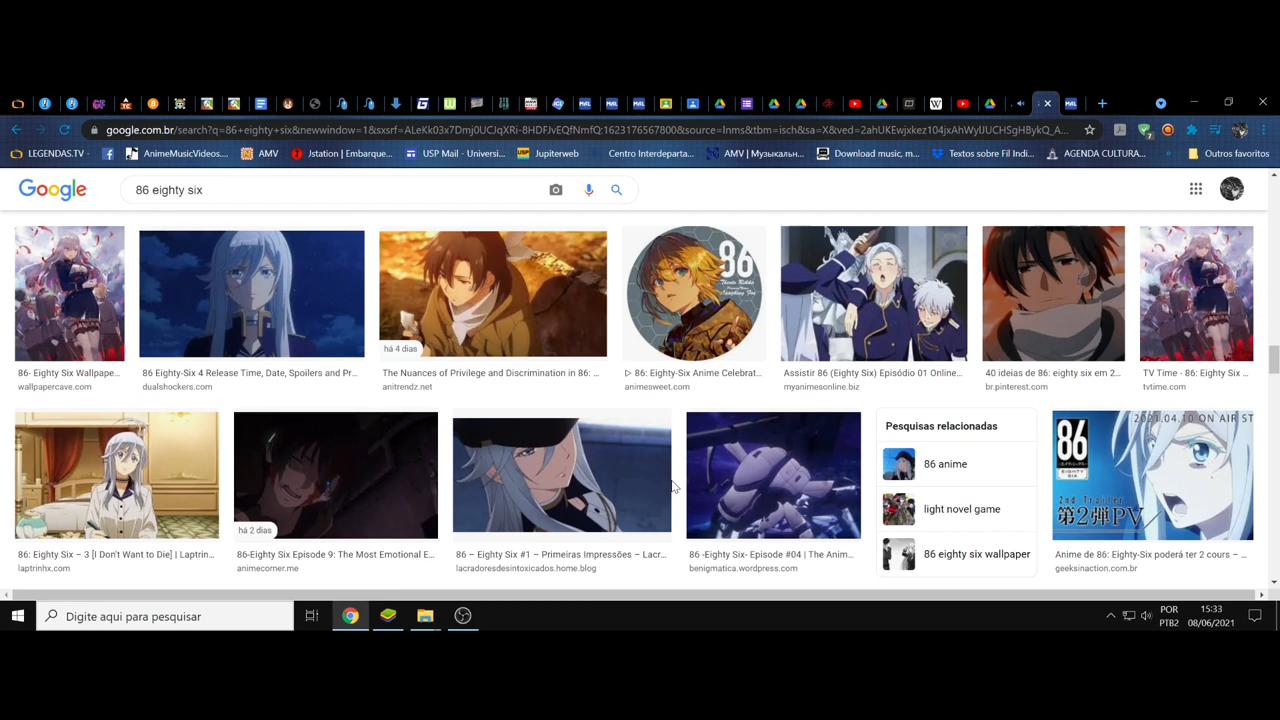 google.com.br/search?q=86+eighty+six&newwindow=1&sxsrf=ALeKk03x7Dmj0UCJqXRi-8HDFJvEQfNmfQ:1623176567800&source=lnms&tbm=isch&sa=X&ved=2ahUKEwjxkez104jxAhWylJUCHSgHBykQ_A...
LEGENDAS.TV -
AnimeMusicVideos....
AMV
Jstation | Embarque...
USP Mail - Universi...
Jupiterweb
Centro Interdeparta...
AMV | Музыкальн...
Download music, m...
Textos sobre Fil Indi...
AGENDA CULTURA...
Outros favoritos
Google
86 eighty six
há 4 dias
86
86- Eighty Six Wallpape...
wallpapercave.com
86 Eighty-Six 4 Release Time, Date, Spoilers and Pr...
dualshockers.com
The Nuances of Privilege and Discrimination in 86: ...
anitrendz.net
▷ 86: Eighty-Six Anime Celebrat...
animesweet.com
Assistir 86 (Eighty Six) Episódio 01 Online...
myanimesonline.biz
40 ideias de 86: eighty six em 2...
br.pinterest.com
TV Time - 86: Eighty Six ...
tvtime.com
há 2 dias
Pesquisas relacionadas
86 anime
light novel game
86 eighty six wallpaper
2021.04.10 ON AIR ST
86
2nd Trailer
第2弾PV
86: Eighty Six – 3 [I Don't Want to Die] | Laptrin...
laptrinhx.com
86-Eighty Six Episode 9: The Most Emotional E...
animecorner.me
86 – Eighty Six #1 – Primeiras Impressões – Lacr...
lacradoresdesintoxicados.home.blog
86 -Eighty Six- Episode #04 | The Anim...
benigmatica.wordpress.com
Anime de 86: Eighty-Six poderá ter 2 cours – ...
geeksinaction.com.br
Digite aqui para pesquisar
POR
PTB2
15:33
08/06/2021